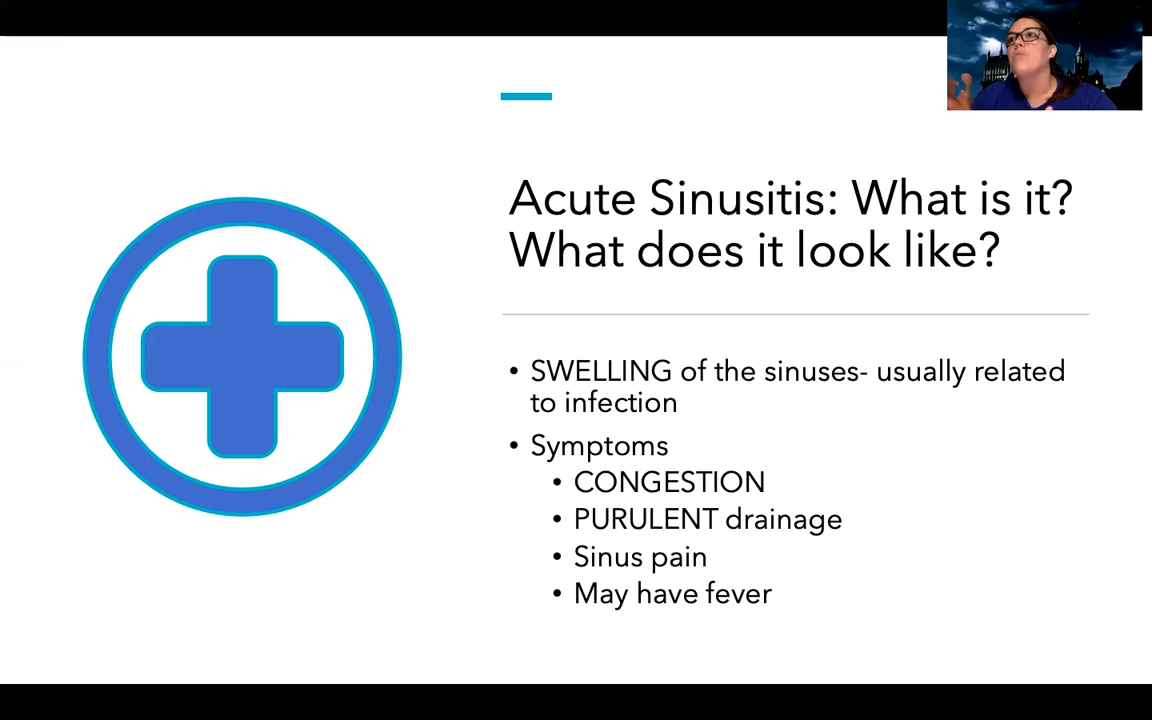 Acute Sinusitis: What is it?
What does it look like?
• SWELLING of the sinuses- usually related
to infection
• Symptoms
• CONGESTION
• PURULENT drainage
• Sinus pain
• May have fever